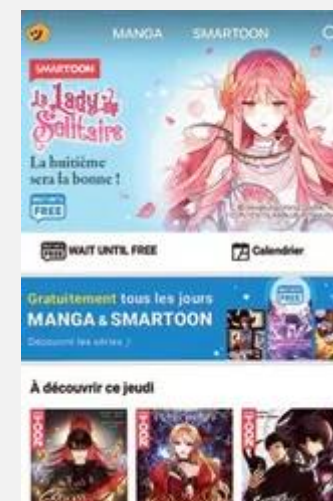 MANGA SMARTOON
SMARTOON
La Lady
Solitaire
La huitième
sera la bonne !
FREE
WAIT UNTIL FREE
Calendrier
Gratuitement tous les jours
MANGA & SMARTOON
Découvrir les séries
FREE
À découvrir ce jeudi